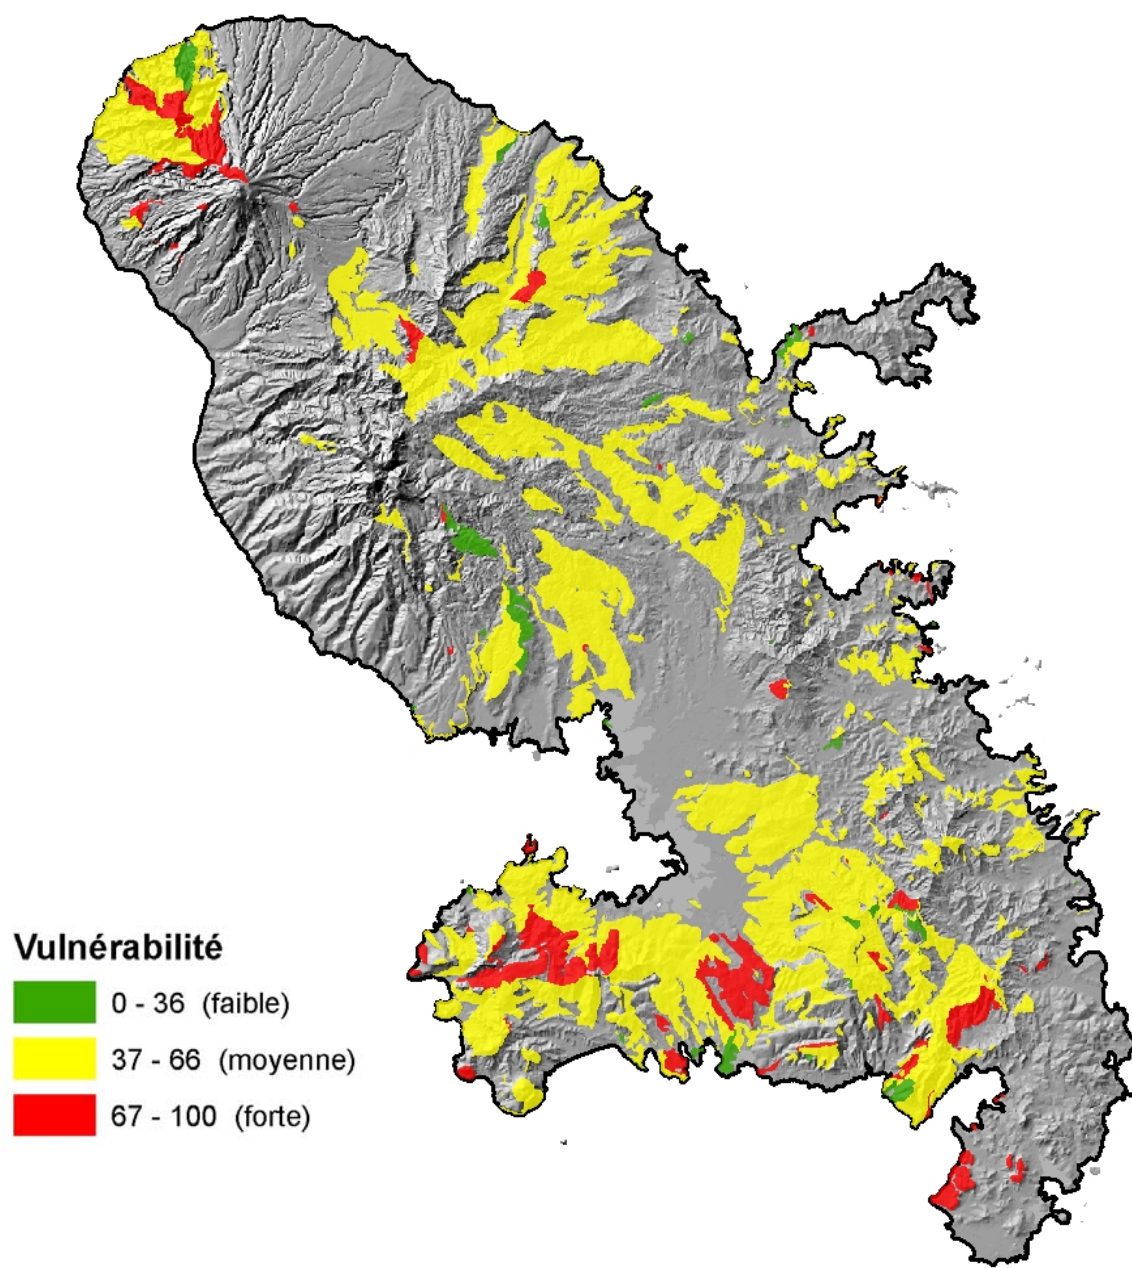 Vulnérabilité
0 - 36 (faible)
37 - 66 (moyenne)
67 - 100 (forte)